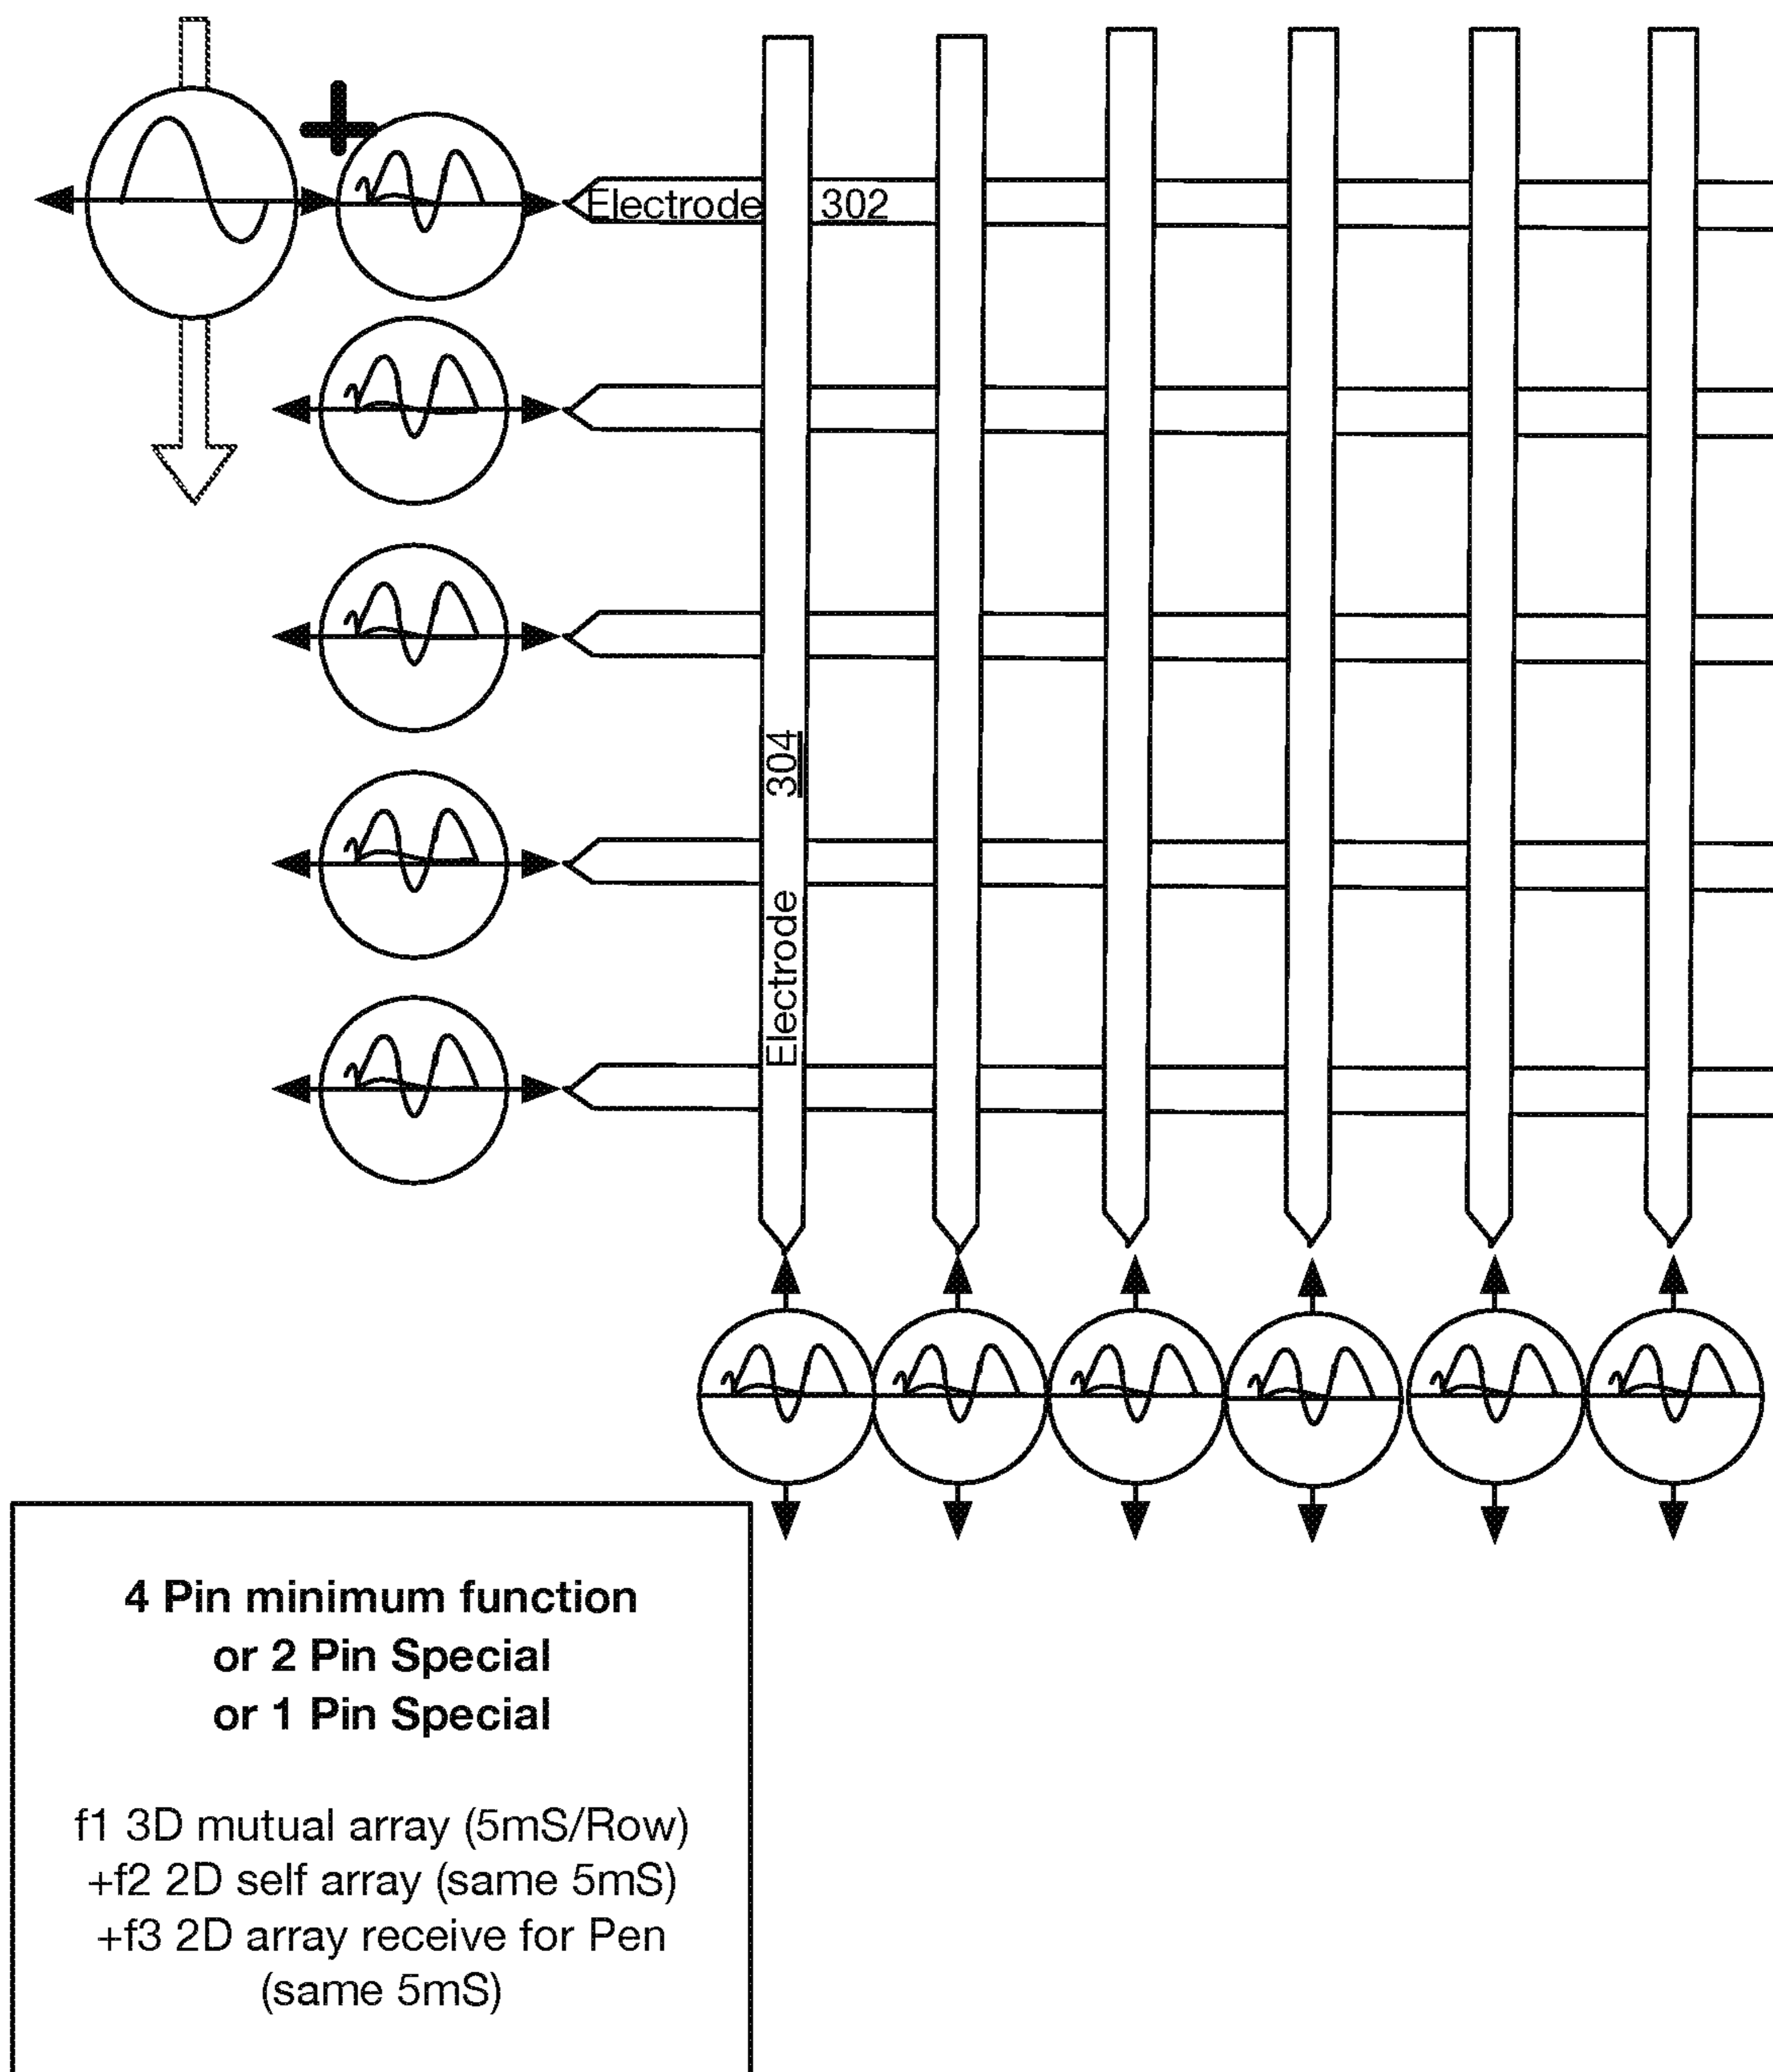 Electrode 302
Electrode 304
4 Pin minimum function
or 2 Pin Special
or 1 Pin Special
f1 3D mutual array (5mS/Row)
+f2 2D self array (same 5mS)
+f3 2D array receive for Pen
(same 5mS)